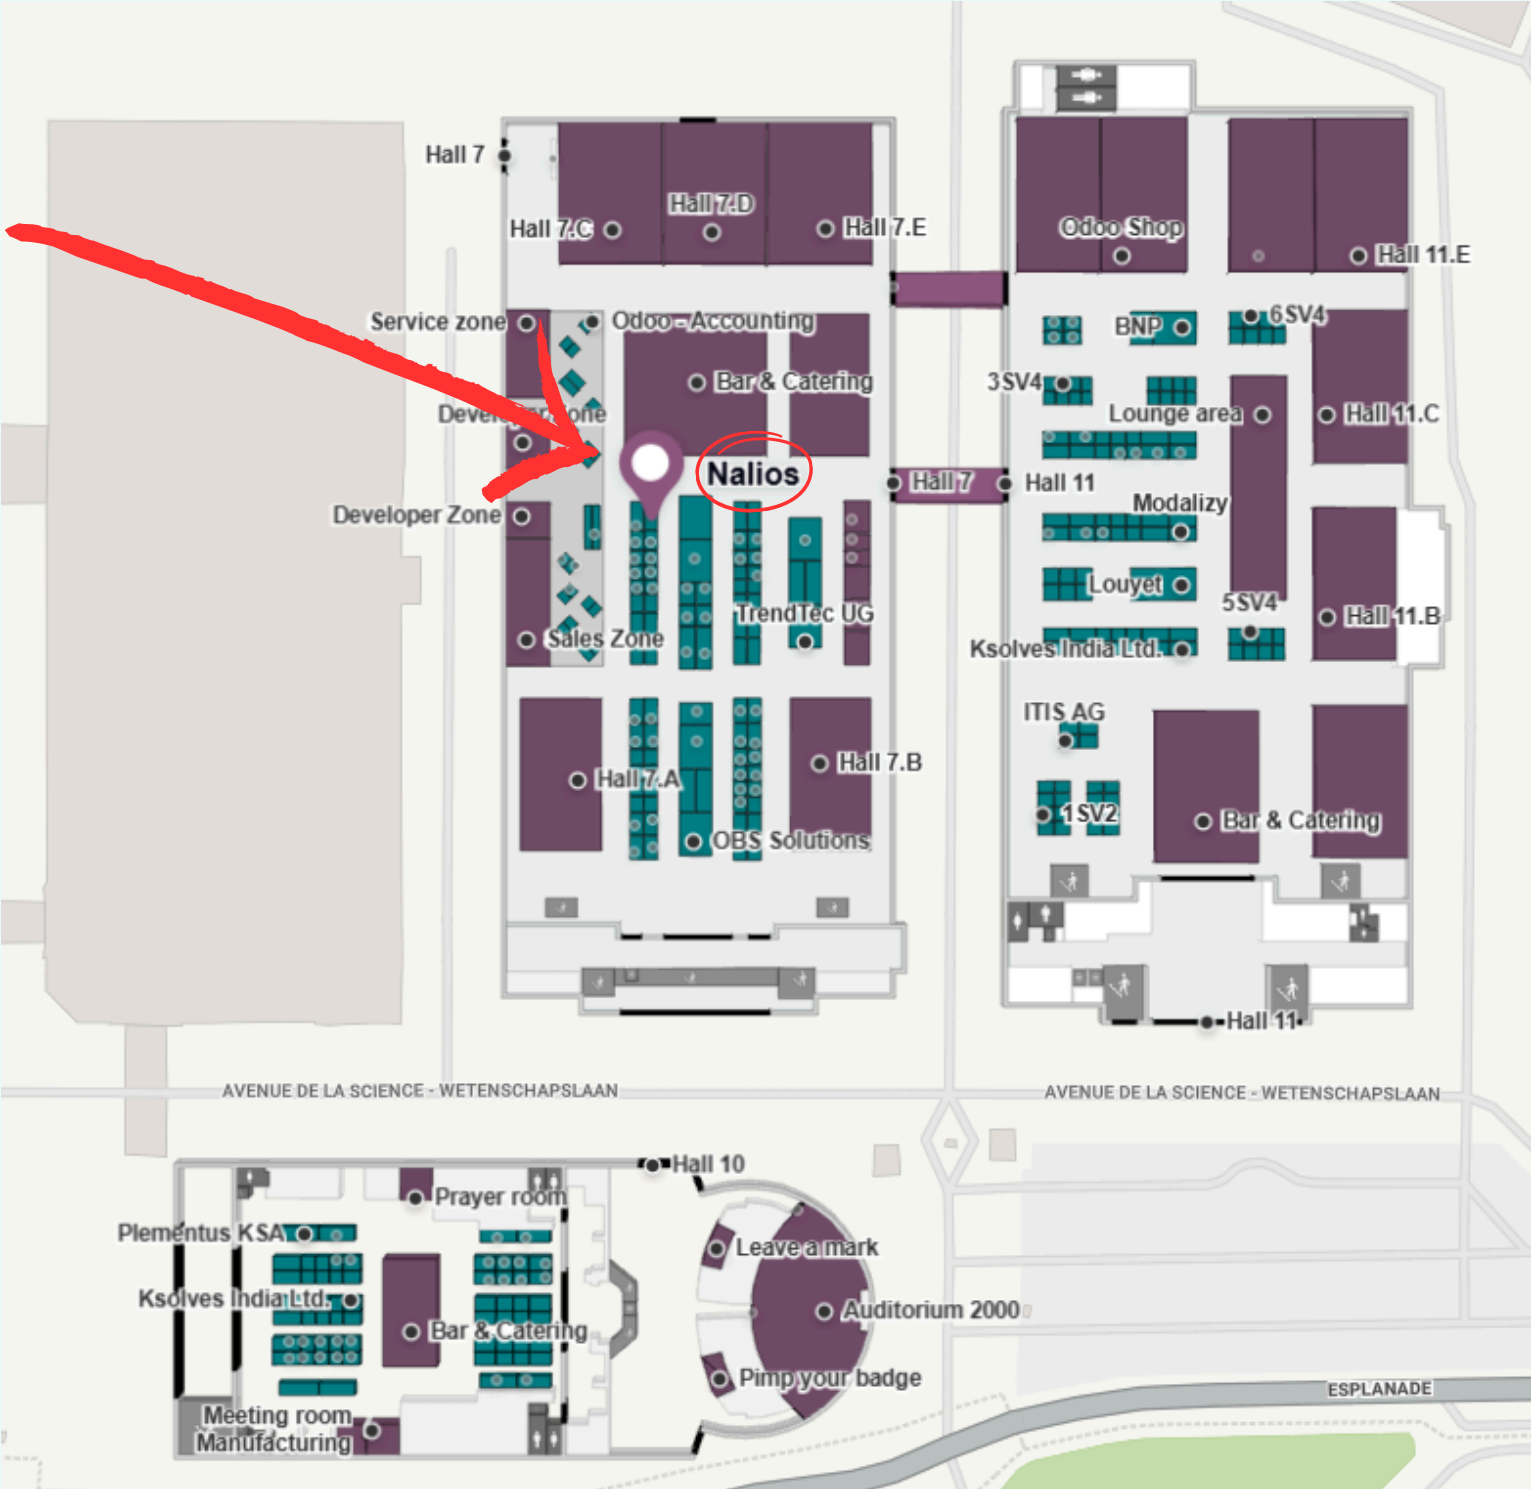 Hall 7
Hall 7.D
Hall 7.C
Hall 7.E
Odoo Shop
Hall 11.E
Service zone
Odoo - Accounting
BNP
6SV4
Bar & Catering
3SV4
Developer Zone
Lounge area
Hall 11.C
Nalios
Hall 7
Hall 11
Developer Zone
Modalizy
Louyet
5SV4
TrendTec UG
Hall 11.B
Sales Zone
Ksolves India Ltd.
ITIS AG
Hall 7.A
Hall 7.B
1SV2
Bar & Catering
OBS Solutions
Hall 11
AVENUE DE LA SCIENCE - WETENSCHAPSLAAN
AVENUE DE LA SCIENCE - WETENSCHAPSLAAN
Hall 10
Prayer room
Plementus KSA
Leave a mark
Ksolves India Ltd.
Auditorium 2000
Bar & Catering
Pimp your badge
ESPLANADE
Meeting room
Manufacturing